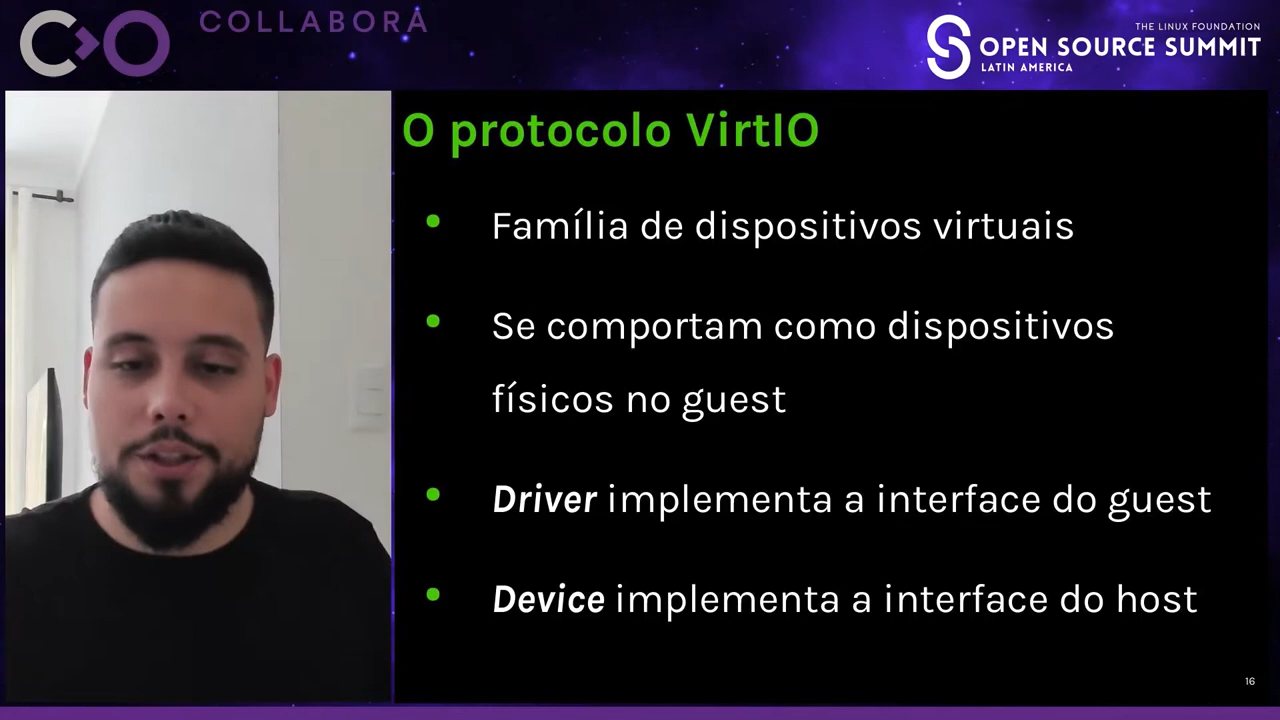 COLLABORA
THE LINUX FOUNDATION
OPEN SOURCE SUMMIT
LATIN AMERICA
O protocolo VirtIO
• Família de dispositivos virtuais
• Se comportam como dispositivos
físicos no guest
• Driver implementa a interface do guest
• Device implementa a interface do host
16